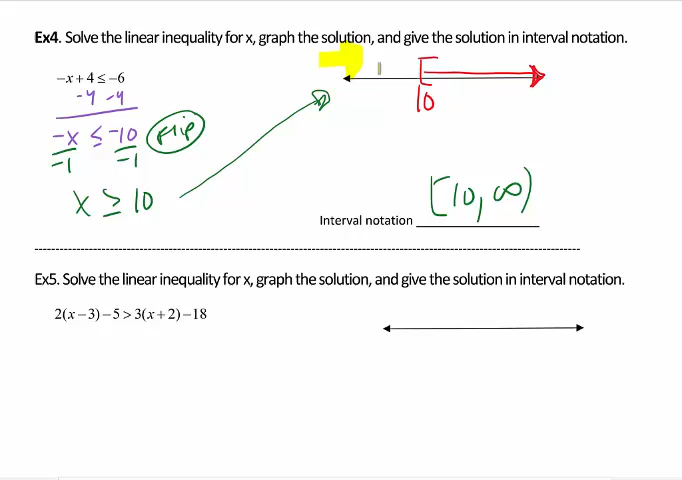 Ex4. Solve the linear inequality for x, graph the solution, and give the solution in interval notation.
−x + 4 ≤ −6
-4 -4
-x ≤ -10 Flip
-1 -1
x ≥ 10
[
10
Interval notation [10, ∞)
Ex5. Solve the linear inequality for x, graph the solution, and give the solution in interval notation.
2(x − 3) − 5 > 3(x + 2) − 18